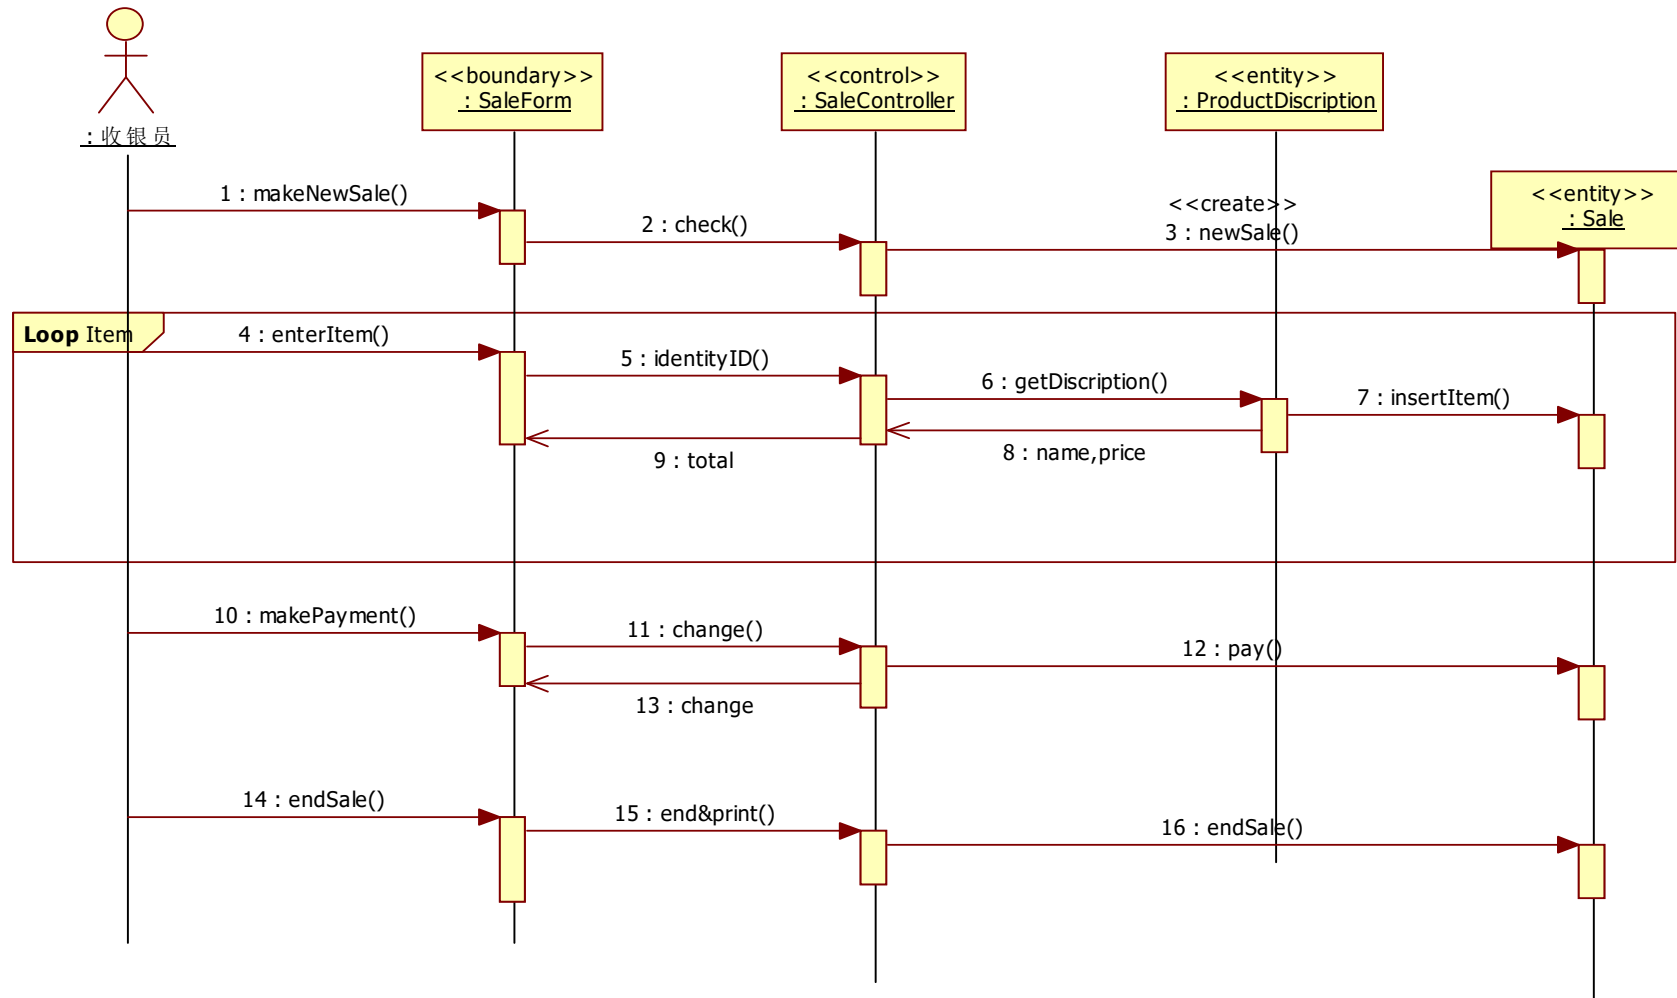 <<boundary>>
: SaleForm
<<control>>
: SaleController
<<entity>>
: ProductDiscription
: 收银员
<<entity>>
: Sale
1 : makeNewSale()
2 : check()
<<create>>
3 : newSale()
Loop Item
4 : enterItem()
5 : identityID()
6 : getDiscription()
7 : insertItem()
8 : name,price
9 : total
10 : makePayment()
11 : change()
12 : pay()
13 : change
14 : endSale()
15 : end&print()
16 : endSale()